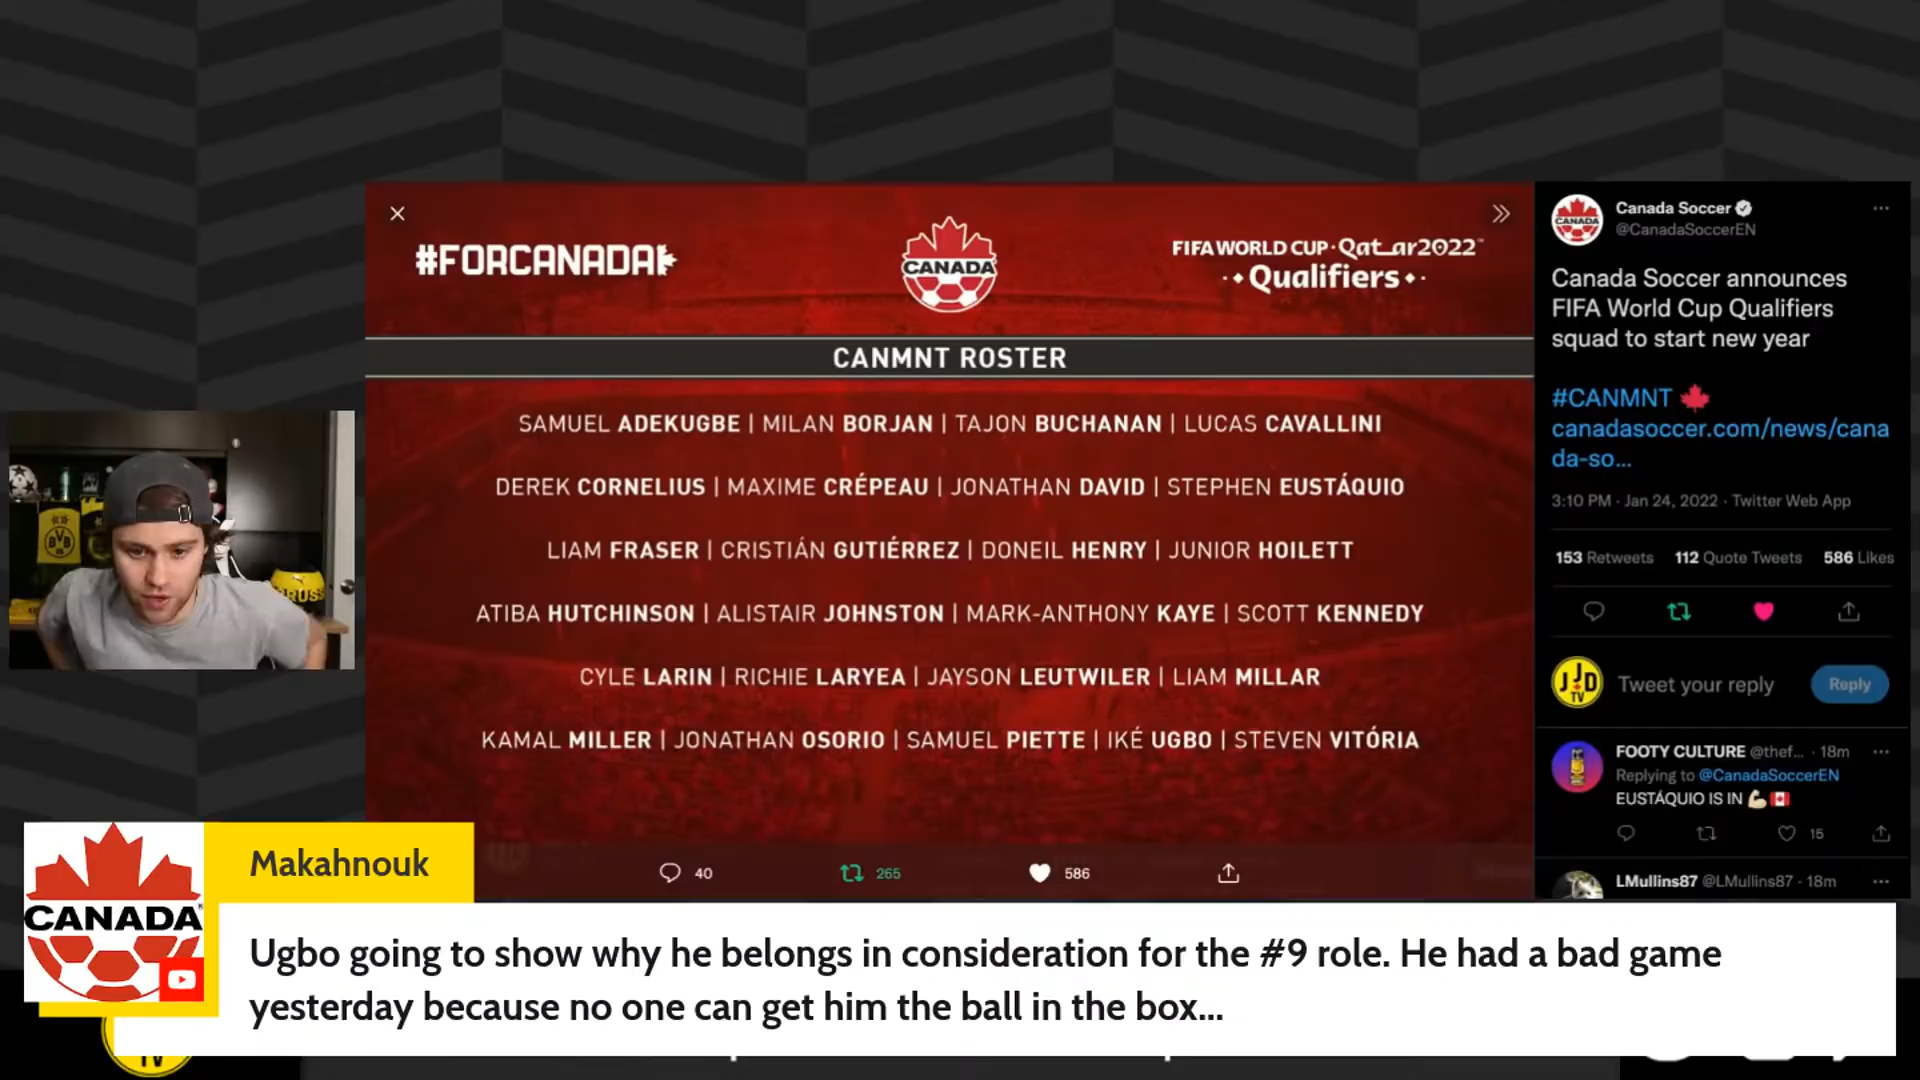 #FORCANADA
CANADA
FIFA WORLD CUP·Qatar2022™
Qualifiers
CANMNT ROSTER
SAMUEL ADEKUGBE | MILAN BORJAN | TAJON BUCHANAN | LUCAS CAVALLINI
DEREK CORNELIUS | MAXIME CRÉPEAU | JONATHAN DAVID | STEPHEN EUSTÁQUIO
LIAM FRASER | CRISTIÁN GUTIÉRREZ | DONEIL HENRY | JUNIOR HOILETT
ATIBA HUTCHINSON | ALISTAIR JOHNSTON | MARK-ANTHONY KAYE | SCOTT KENNEDY
CYLE LARIN | RICHIE LARYEA | JAYSON LEUTWILER | LIAM MILLAR
KAMAL MILLER | JONATHAN OSORIO | SAMUEL PIETTE | IKÉ UGBO | STEVEN VITÓRIA
40 265 586
CANADA
Canada Soccer
@CanadaSoccerEN
Canada Soccer announces
FIFA World Cup Qualifiers
squad to start new year
#CANMNT
canadasoccer.com/news/cana
da-so...
3:10 PM · Jan 24, 2022 · Twitter Web App
153 Retweets 112 Quote Tweets 586 Likes
JJD
TV
Tweet your reply
Reply
FOOTY CULTURE @thef... · 18m
Replying to @CanadaSoccerEN
EUSTÁQUIO IS IN 💪🏻🇨🇦
15
LMullins87 @LMullins87 · 18m
BVB
CANADA
Makahnouk
Ugbo going to show why he belongs in consideration for the #9 role. He had a bad game
yesterday because no one can get him the ball in the box...
TV